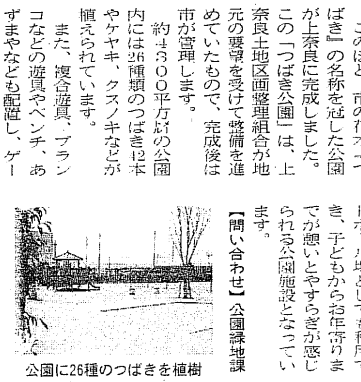 このほど、市の花木「つ
ばき」の名称を冠した公園
が上奈良に完成しました。
この「つばき公園」は、上
奈良土地区画整理組合が地
元の要望を受けて整備を進
めていたもので、完成後は
市が管理します。
約4300平方㍍の公園
内には26種類のつばき42本
やケヤキ、クスノキなどが
植えられています。
また、複合遊具、ブラン
コなどの遊具やベンチ、あ
ずまやなども配置し、ゲー
き、子どもからお年寄りま
でが憩いとやすらぎが感じ
られる公園施設となってい
ます。
【問い合わせ】公園緑地課
公園に26種のつばきを植樹